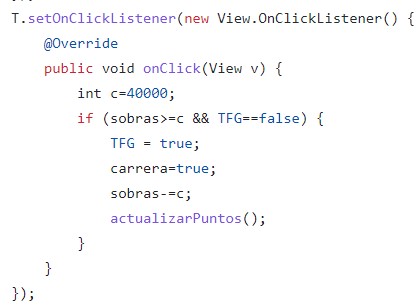 T.setOnClickListener(new View.OnClickListener() {
    @Override
    public void onClick(View v) {
        int c=40000;
        if (sobras>=c && TFG==false) {
            TFG = true;
            carrera=true;
            sobras-=c;
            actualizarPuntos();
        }
    }
});